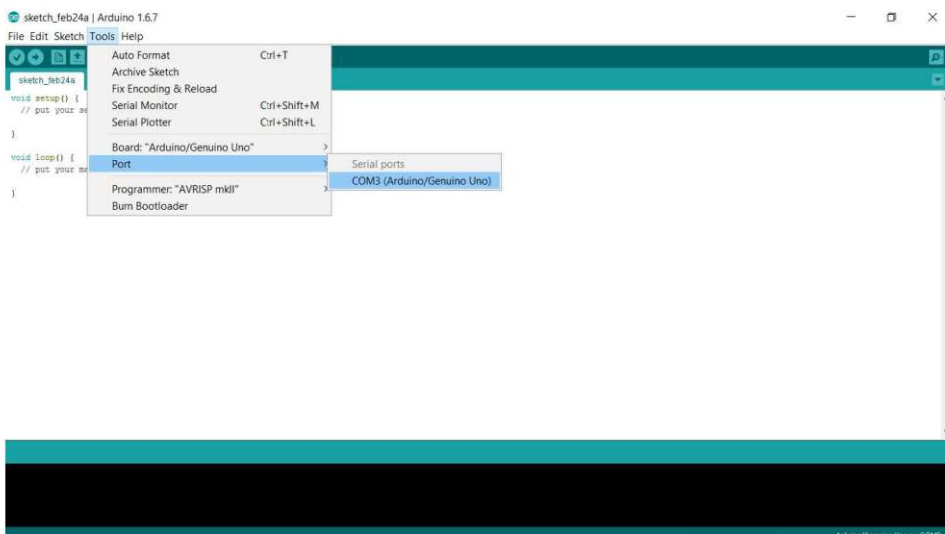 sketch_feb24a | Arduino 1.6.7
File Edit Sketch Tools Help
sketch_feb24a
void setup() {
// put your se
}
void loop() {
// put your ma
}
Auto Format Ctrl+T
Archive Sketch
Fix Encoding & Reload
Serial Monitor Ctrl+Shift+M
Serial Plotter Ctrl+Shift+L
Board: "Arduino/Genuino Uno"
Port
Programmer: "AVRISP mkII"
Burn Bootloader
Serial ports
COM3 (Arduino/Genuino Uno)